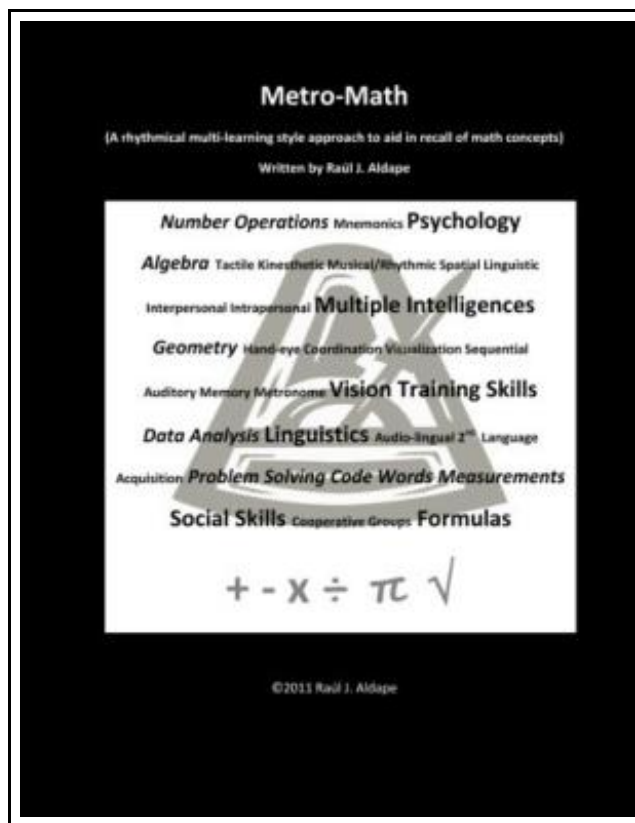 Metro-Math
(A rhythmical multi-learning style approach to aid in recall of math concepts)
Written by Raúl J. Aldape
Number Operations Mnemonics Psychology
Algebra Tactile Kinesthetic Musical/Rhythmic Spatial Linguistic
Interpersonal Intrapersonal Multiple Intelligences
Geometry Hand-eye Coordination Visualization Sequential
Auditory Memory Metronome Vision Training Skills
Data Analysis Linguistics Audio-lingual 2nd Language
Acquisition Problem Solving Code Words Measurements
Social Skills Cooperative Groups Formulas
+ - x ÷ π √
©2011 Raúl J. Aldape